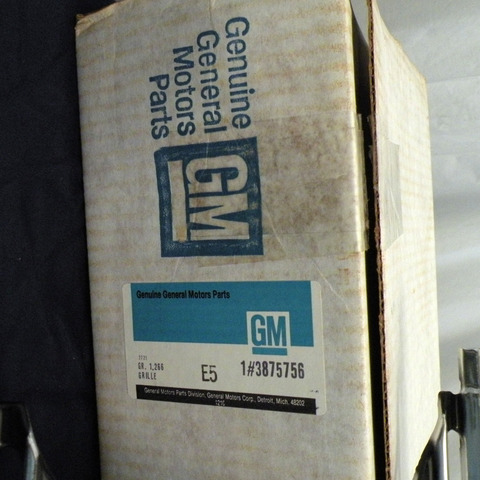 Genuine
General
Motors
Parts
GM
Genuine General Motors Parts
GM
GR. 1,266
GRILLE
E5
1#3875756
General Motors Parts Division, General Motors Corp., Detroit, Mich. 48202